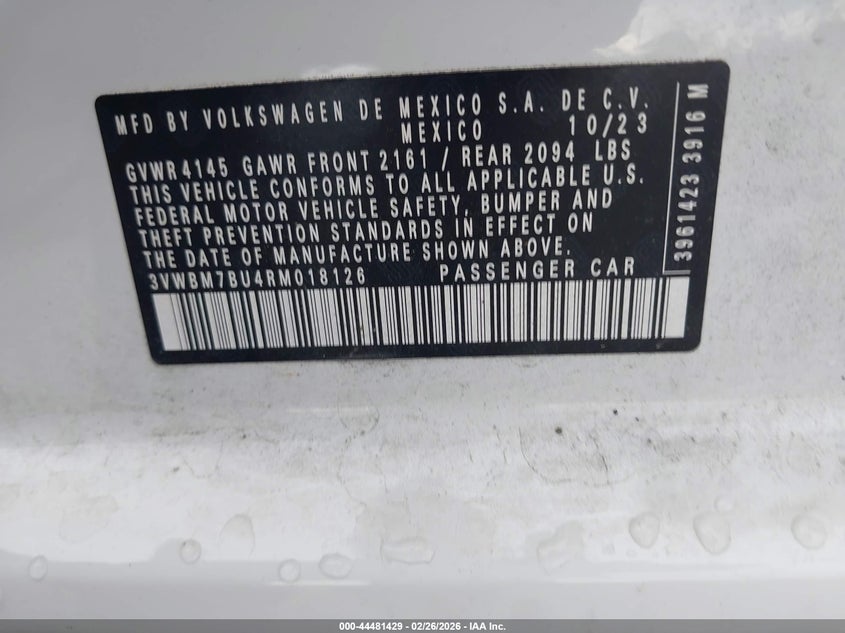 MFD BY VOLKSWAGEN DE MEXICO S.A. DE C.V.
MEXICO 10/23
GVWR 4145 GAWR FRONT 2161 / REAR 2094 LBS
THIS VEHICLE CONFORMS TO ALL APPLICABLE U.S.
FEDERAL MOTOR VEHICLE SAFETY, BUMPER AND
THEFT PREVENTION STANDARDS IN EFFECT ON
THE DATE OF MANUFACTURE SHOWN ABOVE.
3VWBM7BU4RM018126 PASSENGER CAR
3961423 3916 M
000-44481429 - 02/26/2026 - IAA Inc.